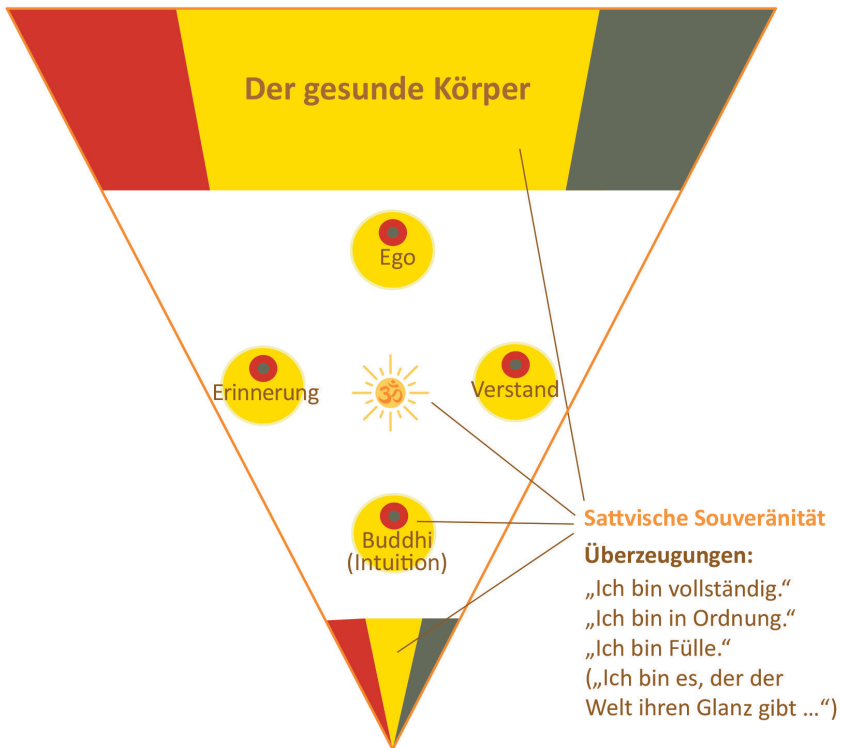 Der gesunde Körper
Ego
Erinnerung
ॐ
Verstand
Buddhi
(Intuition)
Sattvische Souveränität
Überzeugungen:
„Ich bin vollständig.“
„Ich bin in Ordnung.“
„Ich bin Fülle.“
(„Ich bin es, der der
Welt ihren Glanz gibt ...“)